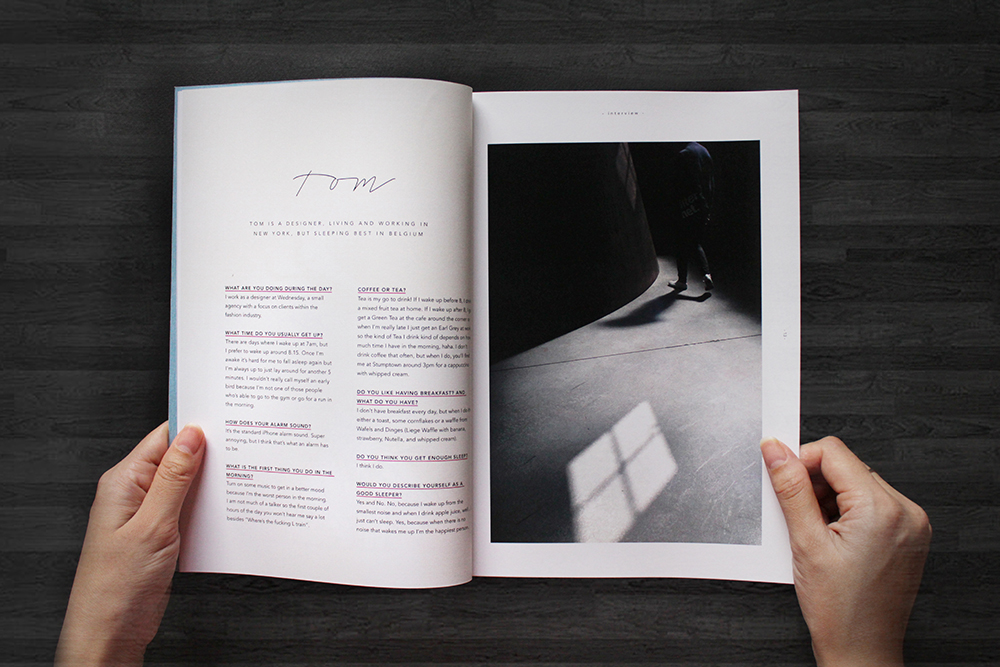 Tom
TOM IS A DESIGNER, LIVING AND WORKING IN
NEW YORK, BUT SLEEPING BEST IN BELGIUM
WHAT ARE YOU DOING DURING THE DAY?
I work as a designer at Wednesday, a small
agency with a focus on clients within the
fashion industry.
WHAT TIME DO YOU USUALLY GET UP?
There are days where I wake up at 7am, but
I prefer to wake up around 8.15. Once I'm
awake it's hard for me to fall asleep again but
I'm always up to just lay around for another 5
minutes. I wouldn't really call myself an early
bird because I'm not one of those people
who's able to go to the gym or go for a run in
the morning.
HOW DOES YOUR ALARM SOUND?
It's the standard iPhone alarm sound. Super
annoying, but I think that's what an alarm has
to be.
WHAT IS THE FIRST THING YOU DO IN THE
MORNING?
Turn on some music to get in a better mood
because I'm the worst person in the morning.
I am not much of a talker so the first couple of
hours of the day you won't hear me say a lot
besides "Where's the fucking L train".
COFFEE OR TEA?
Tea is my go to drink! If I wake up before 8, I
a mixed fruit tea at home. If I wake up after 8, I
get a Green Tea at the cafe around the corner
when I'm really late I just get an Earl Grey at
so the kind of Tea I drink kind of depends on
much time I have in the morning, haha. I don't
drink coffee that often, but when I do, you'll
me at Stumptown around 3pm for a cappuccino
with whipped cream.
DO YOU LIKE HAVING BREAKFAST? AND
WHAT DO YOU HAVE?
I don't have breakfast every day, but when I do
either a toast, some cornflakes or a waffle from
Wafels and Dinges (Liege Waffle with banana,
strawberry, Nutella, and whipped cream).
DO YOU THINK YOU GET ENOUGH SLEEP?
I think I do.
WOULD YOU DESCRIBE YOURSELF AS A
GOOD SLEEPER?
Yes and No. No, because I wake up from the
smallest noise and when I drink apple juice, well
just can't sleep. Yes, because when there is no
noise that wakes me up I'm the happiest person
- interview -